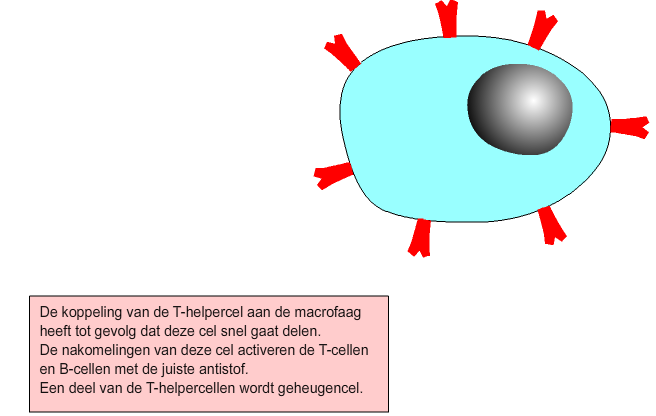 De koppeling van de T-helpercel aan de macrofaag
heeft tot gevolg dat deze cel snel gaat delen.
De nakomelingen van deze cel activeren de T-cellen
en B-cellen met de juiste antistof.
Een deel van de T-helpercellen wordt geheugencel.